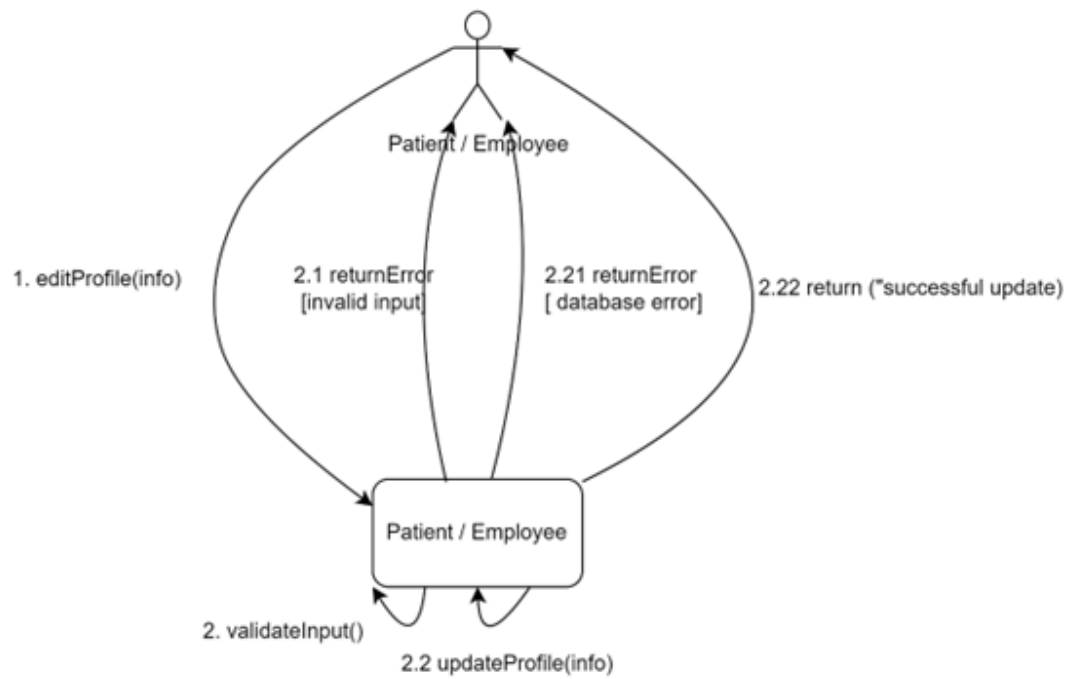 Patient / Employee
1. editProfile(info)
2.1 returnError
[invalid input]
2.21 returnError
[ database error]
2.22 return ("successful update)
Patient / Employee
2. validateInput()
2.2 updateProfile(info)